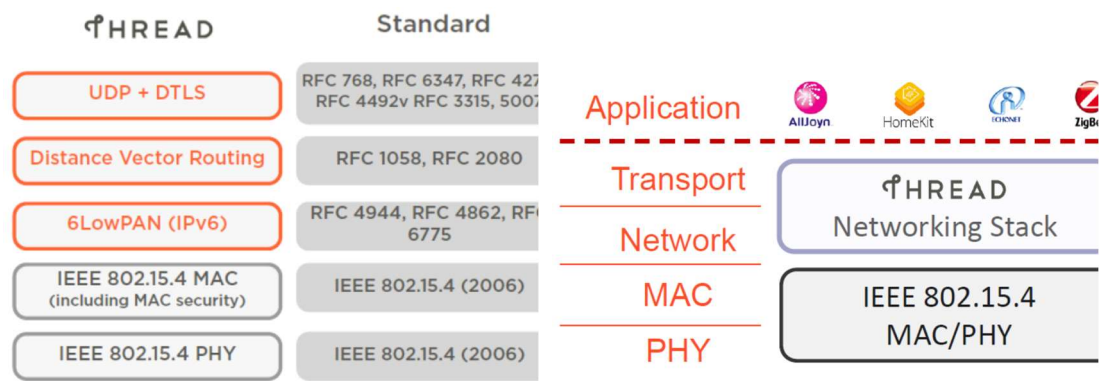 THREAD
Standard
UDP + DTLS
RFC 768, RFC 6347, RFC 427
RFC 4492v RFC 3315, 5007
Distance Vector Routing
RFC 1058, RFC 2080
6LowPAN (IPv6)
RFC 4944, RFC 4862, RF
6775
IEEE 802.15.4 MAC
(including MAC security)
IEEE 802.15.4 (2006)
IEEE 802.15.4 PHY
IEEE 802.15.4 (2006)
Application
AllJoyn
HomeKit
ECHONET
ZigB
Transport
Network
MAC
PHY
THREAD
Networking Stack
IEEE 802.15.4
MAC/PHY